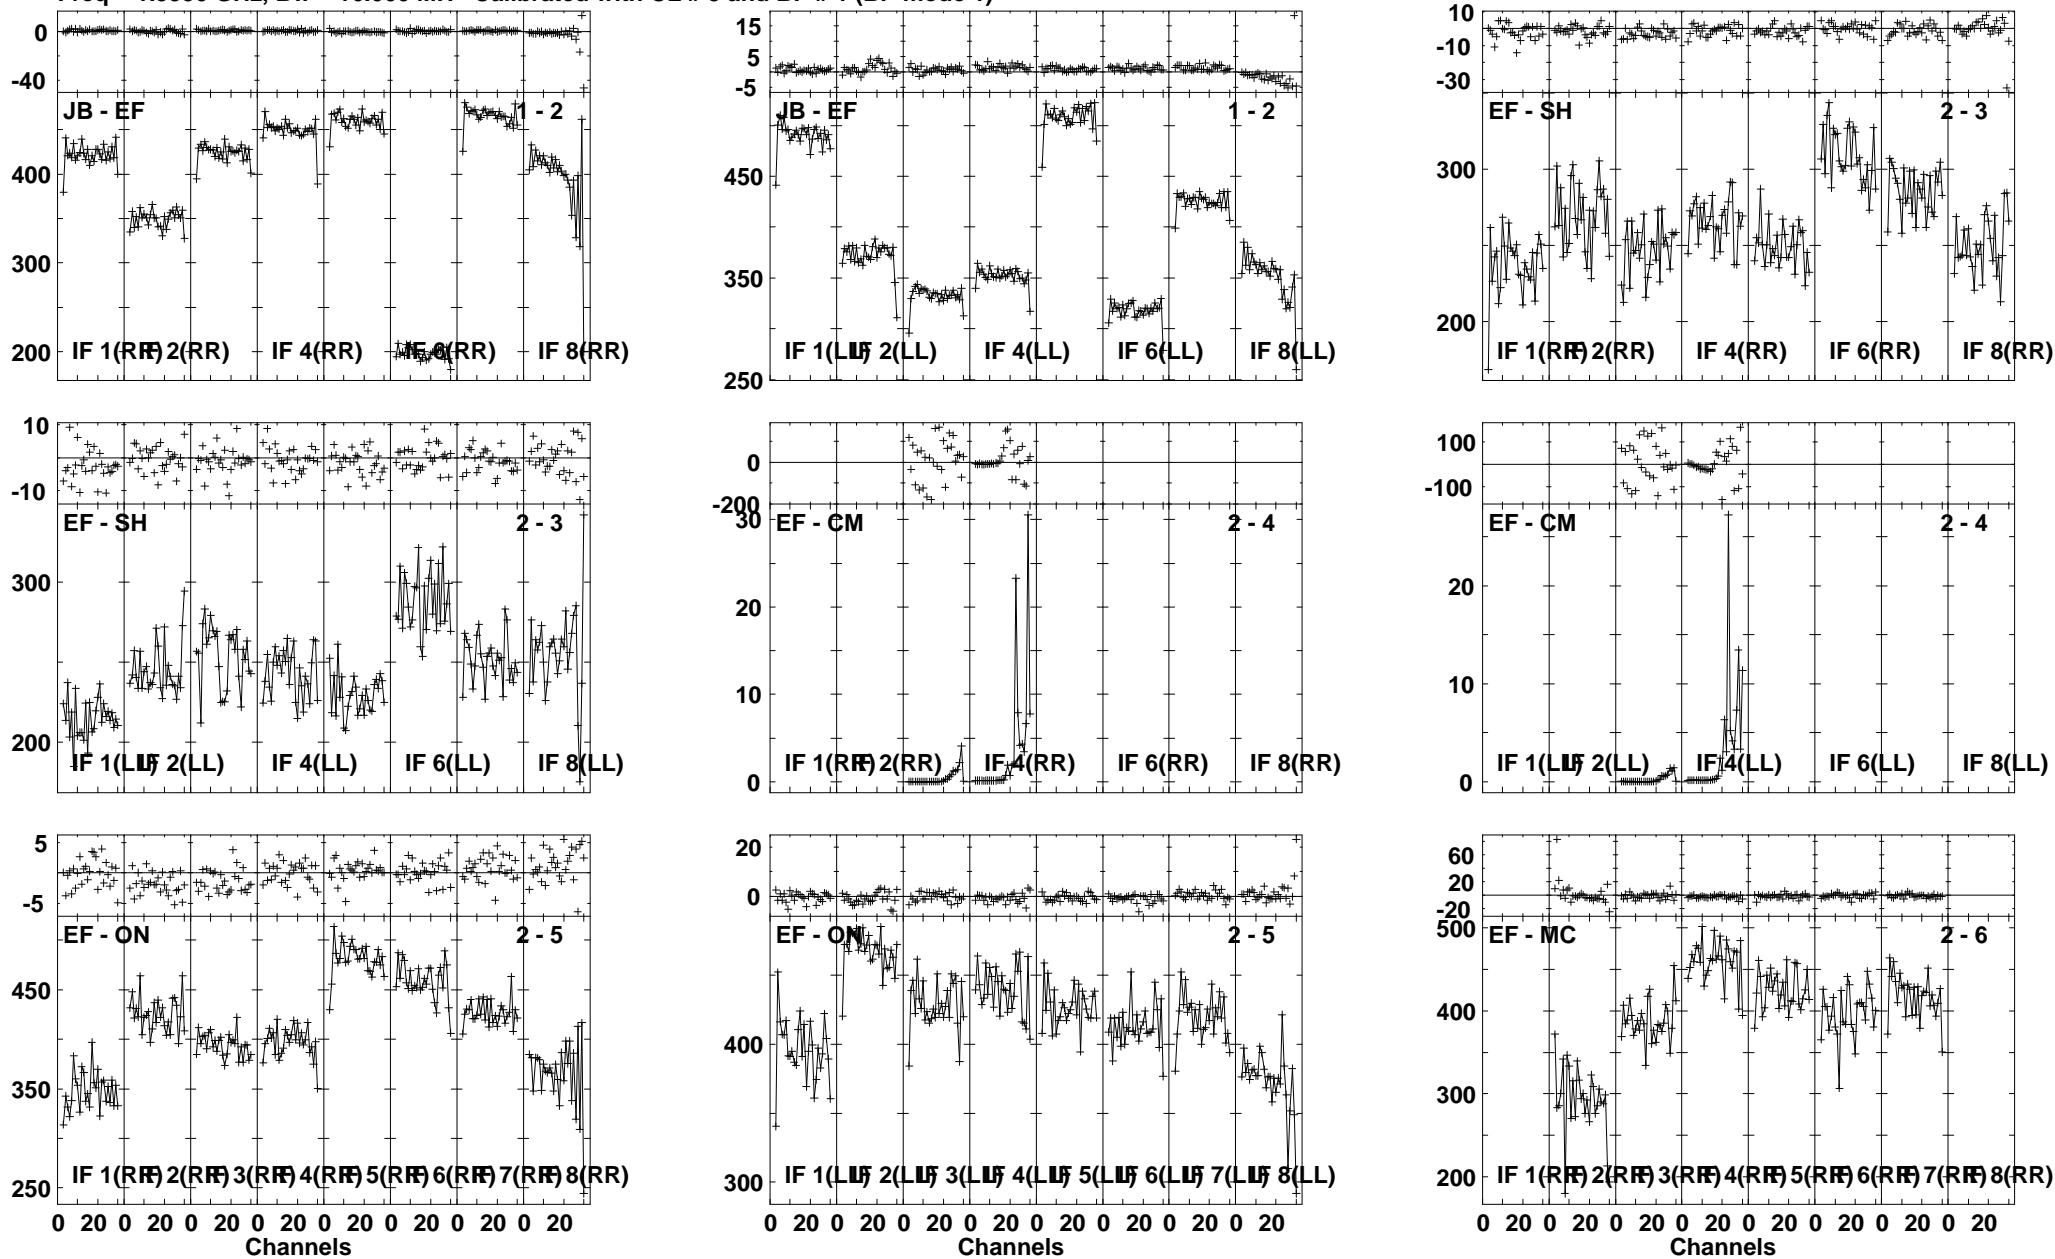 JB - EF 1 - 2
0
-40
400
300
200
IF 1(RR) IF 2(RR) IF 4(RR) IF 6(RR) IF 8(RR)
JB - EF 1 - 2
15
5
-5
450
350
250
IF 1(LL) IF 2(LL) IF 4(LL) IF 6(LL) IF 8(LL)
EF - SH 2 - 3
10
-10
-30
300
200
IF 1(RR) IF 2(RR) IF 4(RR) IF 6(RR) IF 8(RR)
EF - SH 2 - 3
10
-10
300
200
IF 1(LL) IF 2(LL) IF 4(LL) IF 6(LL) IF 8(LL)
EF - CM 2 - 4
0
-200
30
20
10
0
IF 1(RR) IF 2(RR) IF 4(RR) IF 6(RR) IF 8(RR)
EF - CM 2 - 4
100
-100
20
10
0
IF 1(LL) IF 2(LL) IF 4(LL) IF 6(LL) IF 8(LL)
EF - ON 2 - 5
5
-5
450
350
250
IF 1(RR) IF 2(RR) IF 3(RR) IF 4(RR) IF 5(RR) IF 6(RR) IF 7(RR) IF 8(RR)
0 20 0 20 0 20 0 20 0 20 0 20 0 20 0 20
Channels
EF - ON 2 - 5
20
0
400
300
IF 1(LL) IF 2(LL) IF 3(LL) IF 4(LL) IF 5(LL) IF 6(LL) IF 7(LL) IF 8(LL)
0 20 0 20 0 20 0 20 0 20 0 20 0 20 0 20
Channels
EF - MC 2 - 6
60
20
-20
500
400
300
200
IF 1(RR) IF 2(RR) IF 3(RR) IF 4(RR) IF 5(RR) IF 6(RR) IF 7(RR) IF 8(RR)
0 20 0 20 0 20 0 20 0 20 0 20 0 20 0 20
Channels